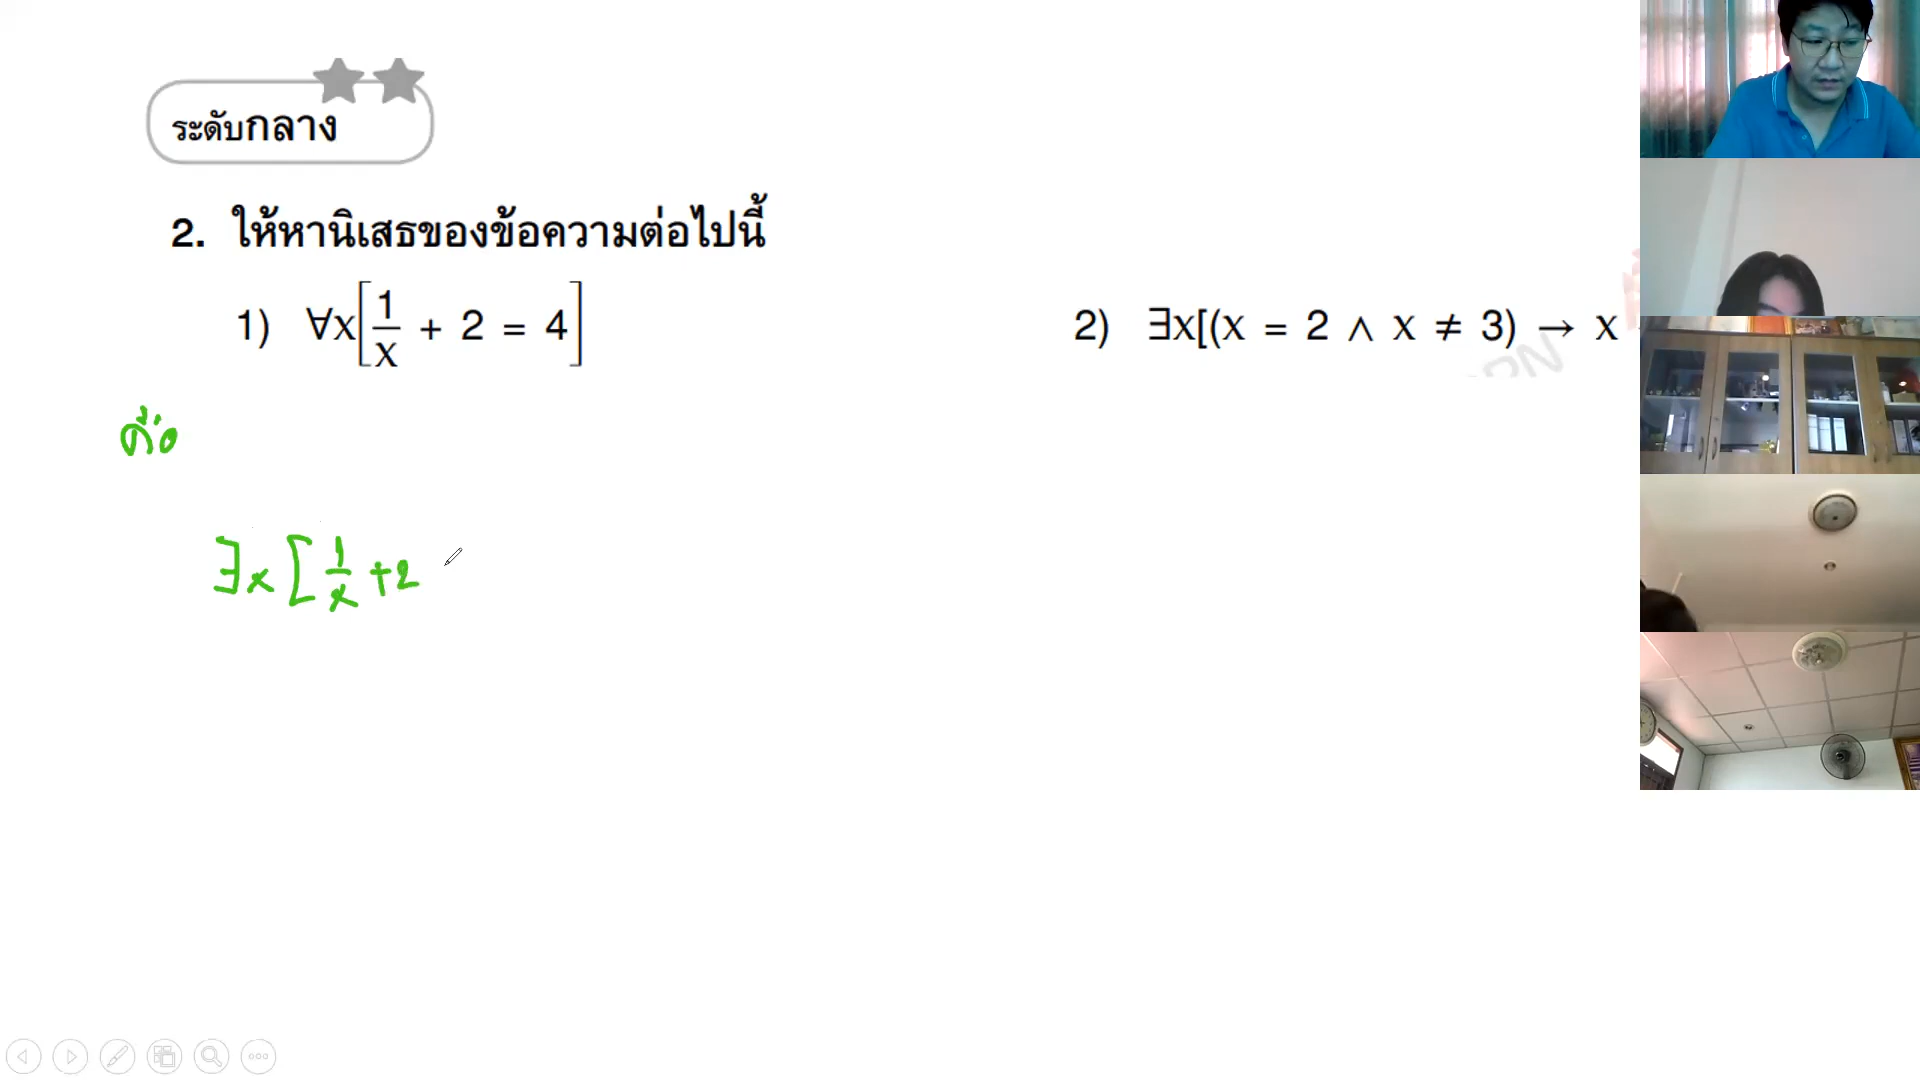 ระดับกลาง
2. ให้หานิเสธของข้อความต่อไปนี้
1) ∀x[1/x + 2 = 4]
2) ∃x[(x = 2 ∧ x ≠ 3) → x
คือ
∃x [1/x +2